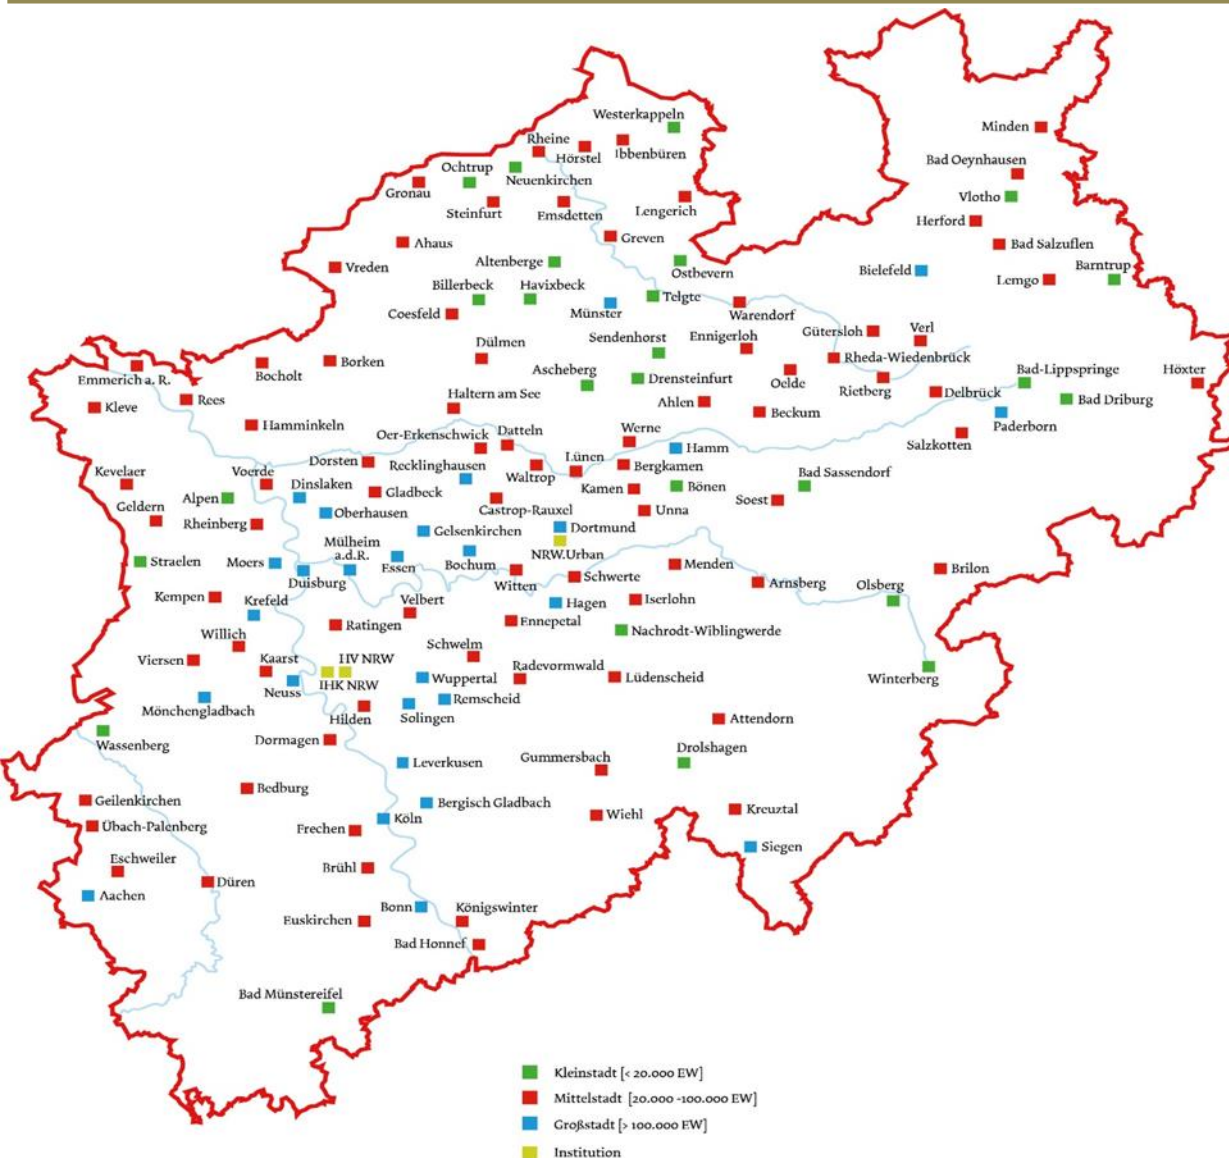 Westerkappeln
Minden
Rheine
Hörstel
Ibbenbüren
Bad Oeynhausen
Ochtrup
Neuenkirchen
Gronau
Vlotho
Steinfurt
Emsdetten
Lengerich
Herford
Greven
Ahaus
Bad Salzuflen
Altenberge
Ostbevern
Vreden
Bielefeld
Barntrup
Lemgo
Billerbeck
Havixbeck
Telgte
Coesfeld
Münster
Warendorf
Gütersloh
Verl
Sendenhorst
Ennigerloh
Dülmen
Rheda-Wiedenbrück
Borken
Bocholt
Emmerich a. R.
Ascheberg
Drensteinfurt
Oelde
Rietberg
Bad-Lippspringe
Höxter
Delbrück
Bad Driburg
Haltern am See
Ahlen
Rees
Kleve
Beckum
Paderborn
Hamminkeln
Oer-Erkenschwick
Datteln
Werne
Hamm
Salzkotten
Dorsten
Recklinghausen
Lünen
Bergkamen
Kevelaer
Voerde
Dinslaken
Waltrop
Bad Sassendorf
Gladbeck
Kamen
Bönen
Alpen
Soest
Geldern
Castrop-Rauxel
Oberhausen
Unna
Rheinberg
Gelsenkirchen
Dortmund
Mülheim
a.d.R.
NRW.Urban
Straelen
Moers
Essen
Bochum
Menden
Brilon
Duisburg
Witten
Schwerte
Arnsberg
Olsberg
Kempen
Krefeld
Velbert
Hagen
Iserlohn
Ratingen
Ennepetal
Nachrodt-Wiblingwerde
Willich
Schwelm
Viersen
Kaarst
HV NRW
Radevormwald
Neuss
IHK NRW
Wuppertal
Lüdenscheid
Winterberg
Remscheid
Mönchengladbach
Hilden
Solingen
Attendorn
Wassenberg
Dormagen
Drolshagen
Gummersbach
Leverkusen
Bedburg
Geilenkirchen
Bergisch Gladbach
Kreuztal
Köln
Wiehl
Übach-Palenberg
Frechen
Siegen
Eschweiler
Brühl
Düren
Aachen
Bonn
Königswinter
Euskirchen
Bad Honnef
Bad Münstereifel
Kleinstadt [< 20.000 EW]
Mittelstadt [20.000 -100.000 EW]
Großstadt [> 100.000 EW]
Institution